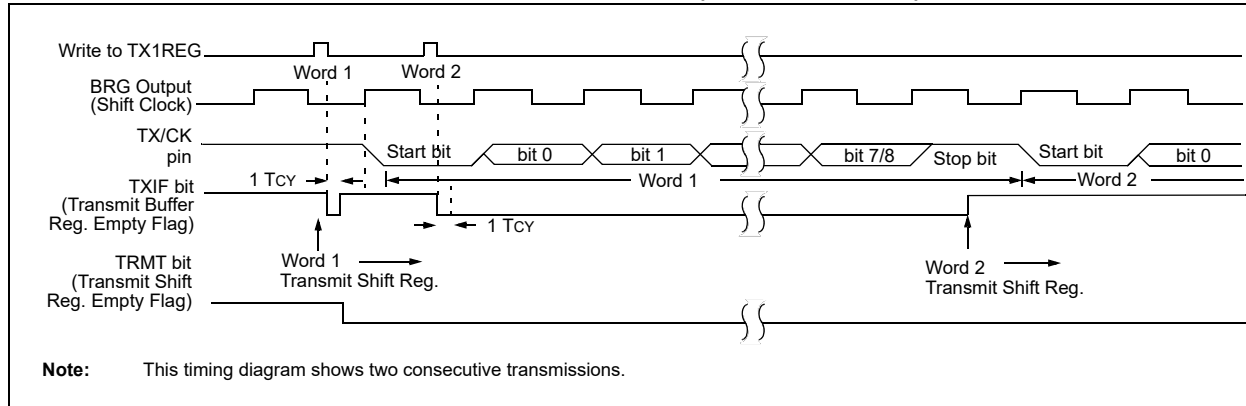 Write to TX1REG
Word 1 Word 2
BRG Output
(Shift Clock)
TX/CK
pin
Start bit bit 0 bit 1 bit 7/8 Stop bit Start bit bit 0
1 TCY Word 1 Word 2
TXIF bit
(Transmit Buffer
Reg. Empty Flag)
1 TCY
Word 1
Transmit Shift Reg.
Word 2
Transmit Shift Reg.
TRMT bit
(Transmit Shift
Reg. Empty Flag)
Note: This timing diagram shows two consecutive transmissions.